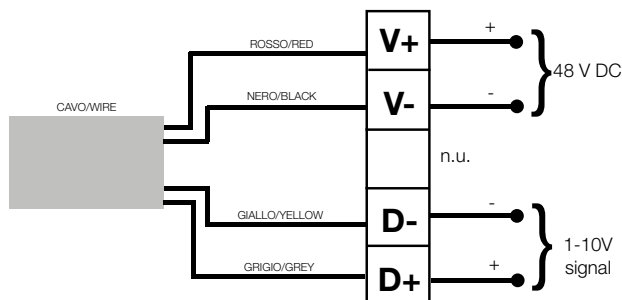 ROSSO/RED
V+
+
48 V DC
NERO/BLACK
V-
-
CAVO/WIRE
n.u.
GIALLO/YELLOW
D-
-
1-10V
signal
GRIGIO/GREY
D+
+